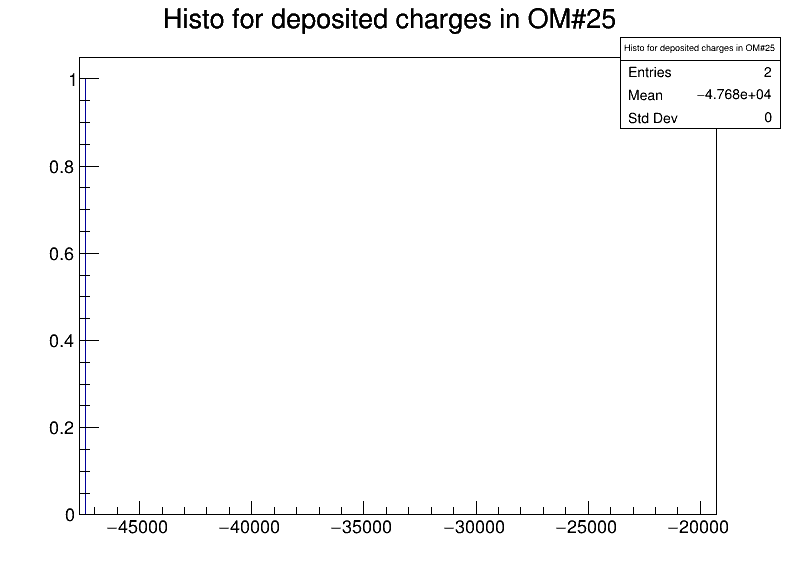 Histo for deposited charges in OM#25
Histo for deposited charges in OM#25
Entries 2
Mean −4.768e+04
Std Dev 0
1
0.8
0.6
0.4
0.2
0
−45000 −40000 −35000 −30000 −25000 −20000